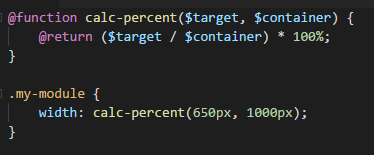 @function calc-percent($target, $container) {
    @return ($target / $container) * 100%;
}

.my-module {
    width: calc-percent(650px, 1000px);
}